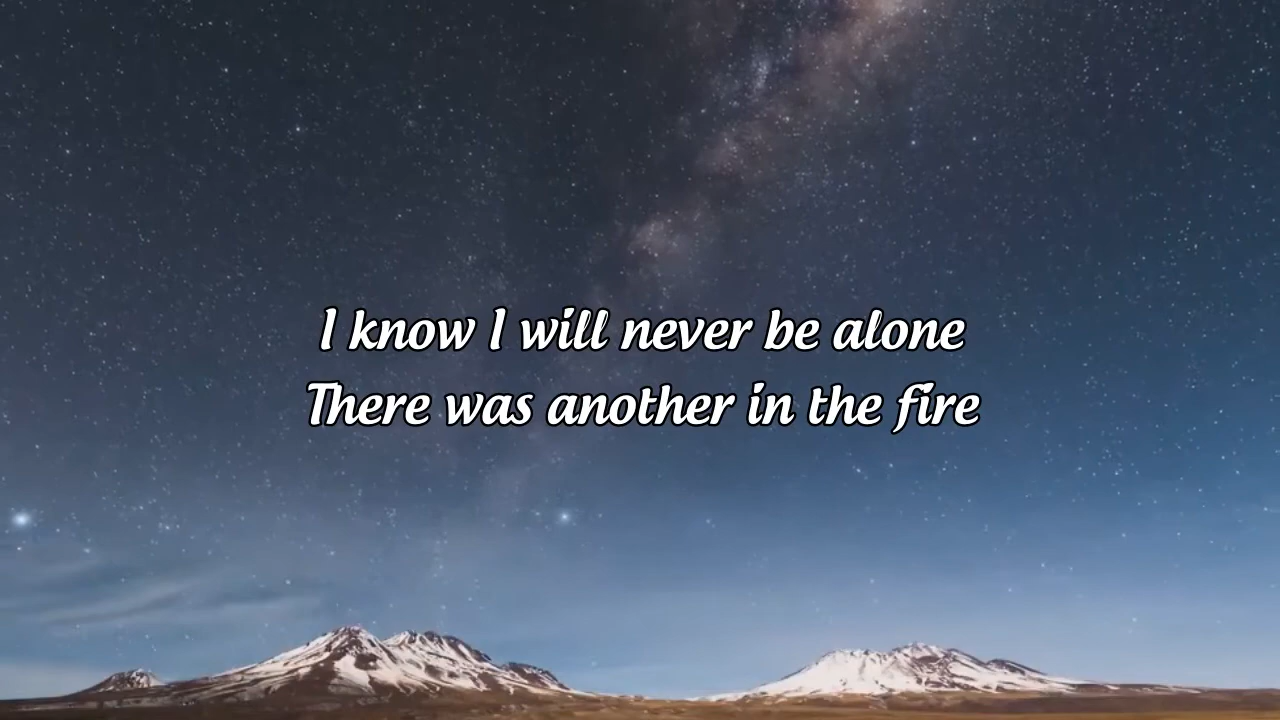 I know I will never be alone
There was another in the fire